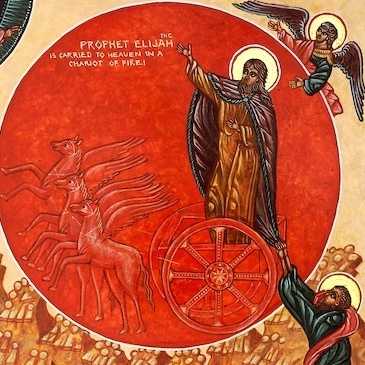 THE
PROPHET ELIJAH
IS CARRIED TO HEAVEN IN A
CHARIOT OF FIRE!